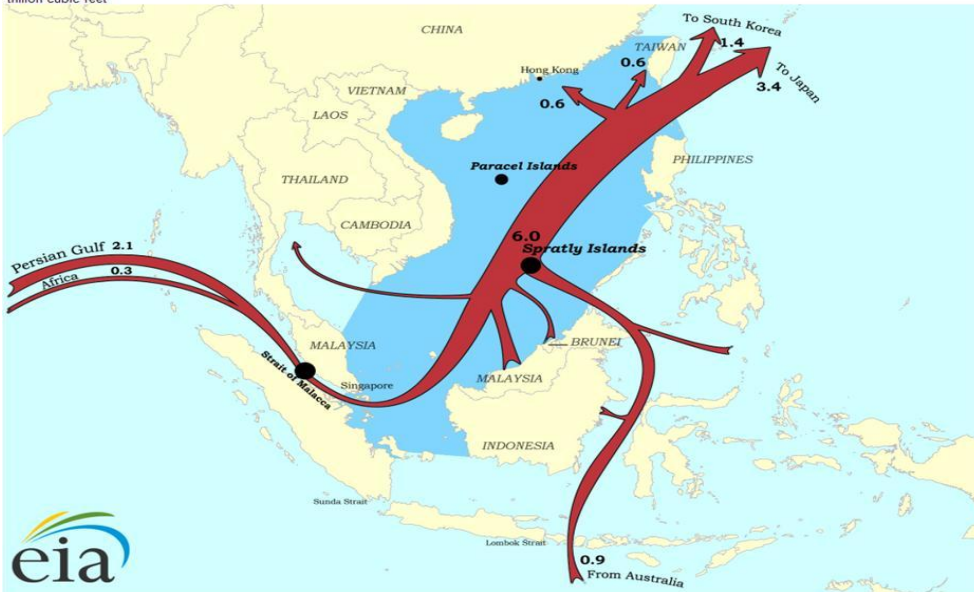 trillion cubic feet
To South Korea
CHINA
1.4
TAIWAN
0.6
Hong Kong
To Japan
3.4
VIETNAM
0.6
LAOS
Paracel Islands
PHILIPPINES
THAILAND
CAMBODIA
6.0
Spratly Islands
Persian Gulf 2.1
Africa 0.3
MALAYSIA
BRUNEI
Strait of Malacca
Singapore
MALAYSIA
INDONESIA
Sunda Strait
Lombok Strait
0.9
From Australia
eia